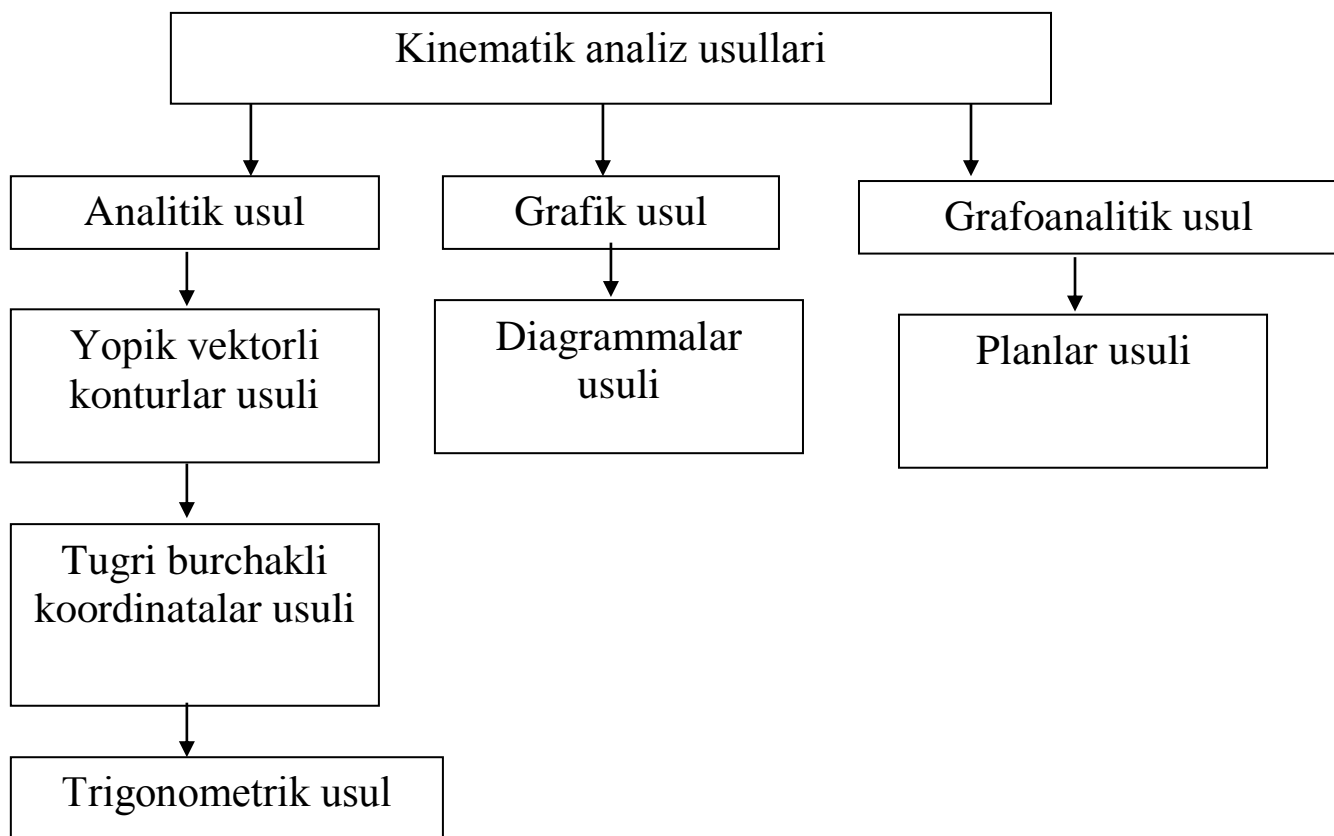 Kinematik analiz usullari
Analitik usul
Grafik usul
Grafoanalitik usul
Yopik vektorli
konturlar usuli
Diagrammalar
usuli
Planlar usuli
Tugri burchakli
koordinatalar usuli
Trigonometrik usul